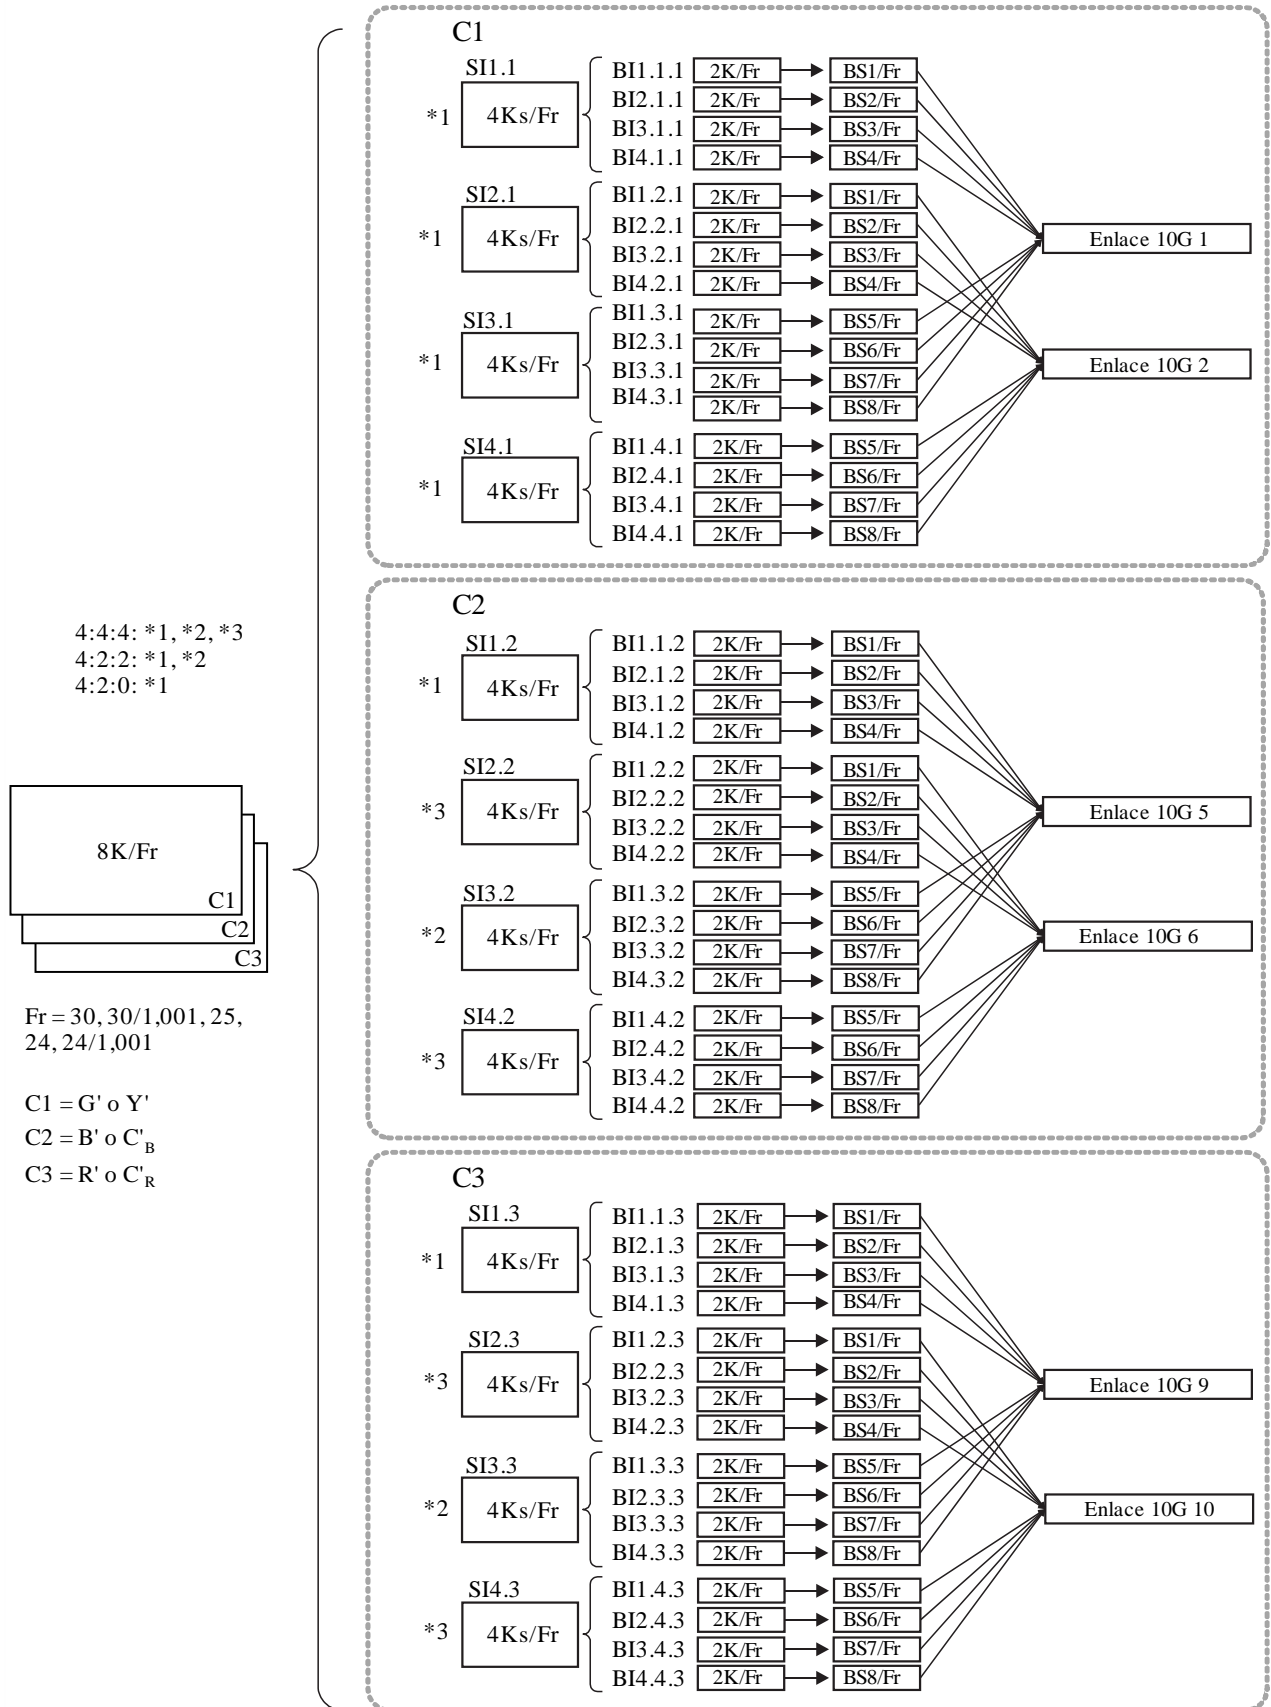 4:4:4: *1, *2, *3
4:2:2: *1, *2
4:2:0: *1
8K/Fr
C1
C2
C3
Fr = 30, 30/1,001, 25,
24, 24/1,001
C1 = G' o Y'
C2 = B' o C'B
C3 = R' o C'R
C1
SI1.1
*1 4Ks/Fr
BI1.1.1 2K/Fr BS1/Fr
BI2.1.1 2K/Fr BS2/Fr
BI3.1.1 2K/Fr BS3/Fr
BI4.1.1 2K/Fr BS4/Fr
SI2.1
*1 4Ks/Fr
BI1.2.1 2K/Fr BS1/Fr
BI2.2.1 2K/Fr BS2/Fr
BI3.2.1 2K/Fr BS3/Fr
BI4.2.1 2K/Fr BS4/Fr
SI3.1
*1 4Ks/Fr
BI1.3.1 2K/Fr BS5/Fr
BI2.3.1 2K/Fr BS6/Fr
BI3.3.1 2K/Fr BS7/Fr
BI4.3.1 2K/Fr BS8/Fr
SI4.1
*1 4Ks/Fr
BI1.4.1 2K/Fr BS5/Fr
BI2.4.1 2K/Fr BS6/Fr
BI3.4.1 2K/Fr BS7/Fr
BI4.4.1 2K/Fr BS8/Fr
Enlace 10G 1
Enlace 10G 2
C2
SI1.2
*1 4Ks/Fr
BI1.1.2 2K/Fr BS1/Fr
BI2.1.2 2K/Fr BS2/Fr
BI3.1.2 2K/Fr BS3/Fr
BI4.1.2 2K/Fr BS4/Fr
SI2.2
*3 4Ks/Fr
BI1.2.2 2K/Fr BS1/Fr
BI2.2.2 2K/Fr BS2/Fr
BI3.2.2 2K/Fr BS3/Fr
BI4.2.2 2K/Fr BS4/Fr
SI3.2
*2 4Ks/Fr
BI1.3.2 2K/Fr BS5/Fr
BI2.3.2 2K/Fr BS6/Fr
BI3.3.2 2K/Fr BS7/Fr
BI4.3.2 2K/Fr BS8/Fr
SI4.2
*3 4Ks/Fr
BI1.4.2 2K/Fr BS5/Fr
BI2.4.2 2K/Fr BS6/Fr
BI3.4.2 2K/Fr BS7/Fr
BI4.4.2 2K/Fr BS8/Fr
Enlace 10G 5
Enlace 10G 6
C3
SI1.3
*1 4Ks/Fr
BI1.1.3 2K/Fr BS1/Fr
BI2.1.3 2K/Fr BS2/Fr
BI3.1.3 2K/Fr BS3/Fr
BI4.1.3 2K/Fr BS4/Fr
SI2.3
*3 4Ks/Fr
BI1.2.3 2K/Fr BS1/Fr
BI2.2.3 2K/Fr BS2/Fr
BI3.2.3 2K/Fr BS3/Fr
BI4.2.3 2K/Fr BS4/Fr
SI3.3
*2 4Ks/Fr
BI1.3.3 2K/Fr BS5/Fr
BI2.3.3 2K/Fr BS6/Fr
BI3.3.3 2K/Fr BS7/Fr
BI4.3.3 2K/Fr BS8/Fr
SI4.3
*3 4Ks/Fr
BI1.4.3 2K/Fr BS5/Fr
BI2.4.3 2K/Fr BS6/Fr
BI3.4.3 2K/Fr BS7/Fr
BI4.4.3 2K/Fr BS8/Fr
Enlace 10G 9
Enlace 10G 10